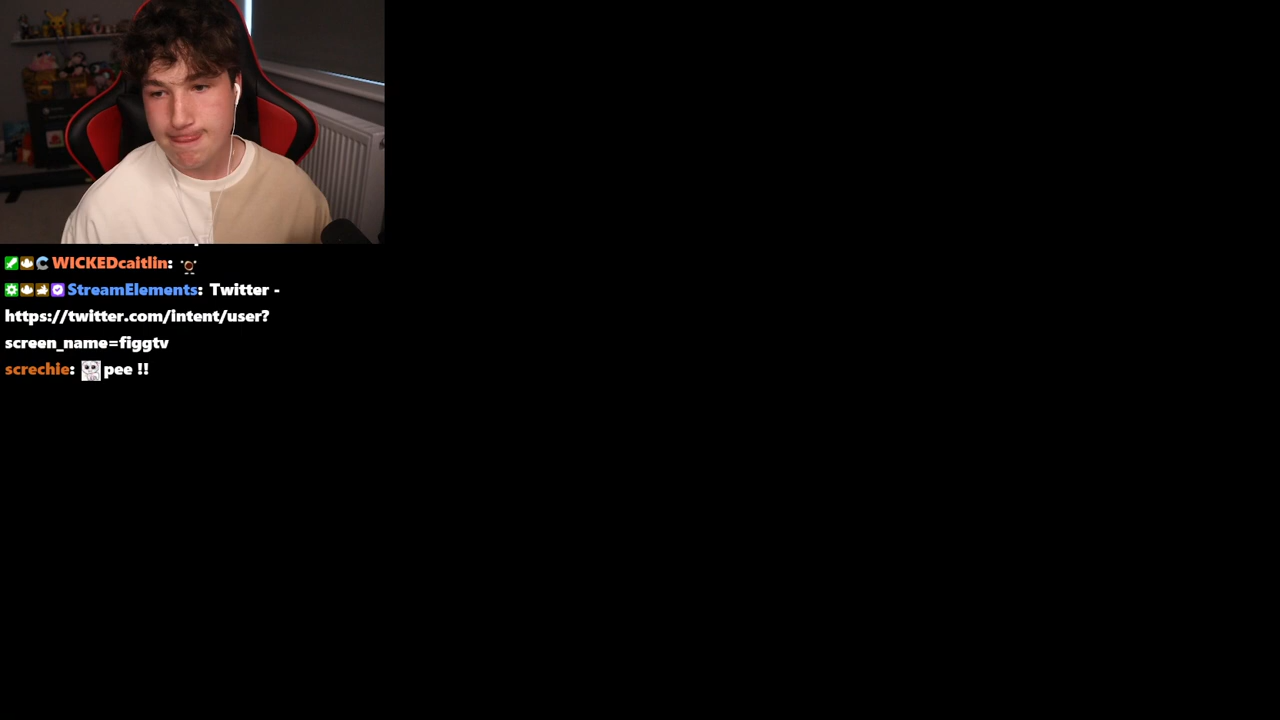 WICKEDcaitlin:
StreamElements: Twitter -
https://twitter.com/intent/user?
screen_name=figgtv
screchie: pee !!